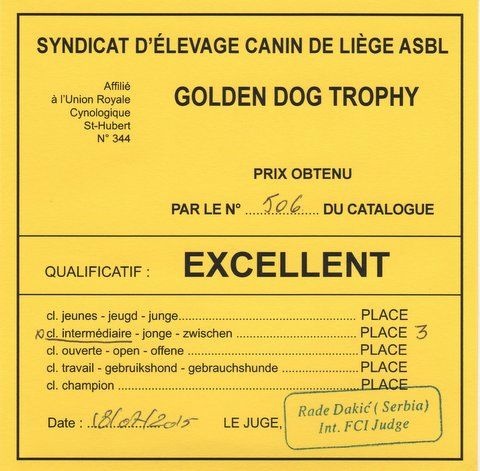 SYNDICAT D'ÉLEVAGE CANIN DE LIÈGE ASBL
Affilié
à l'Union Royale
Cynologique
St-Hubert
N° 344
GOLDEN DOG TROPHY
PRIX OBTENU
PAR LE N° 506 DU CATALOGUE
QUALIFICATIF : EXCELLENT
cl. jeunes - jeugd - junge PLACE
x cl. intermédiaire - jonge - zwischen PLACE 3
cl. ouverte - open - offene PLACE
cl. travail - gebruikshond - gebrauchshunde PLACE
cl. champion PLACE
Date : 18/07/2015 LE JUGE,
Rade Dakić ( Serbia)
Int. FCI Judge